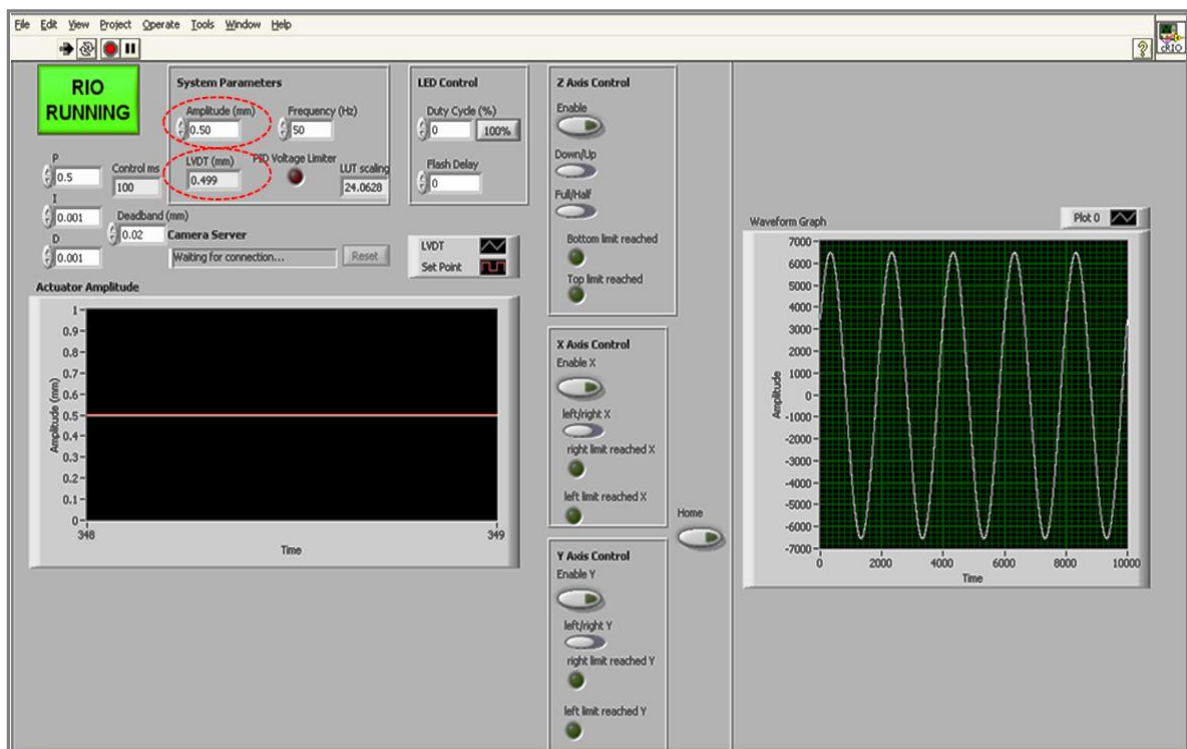 File Edit View Project Operate Tools Window Help
?
cRIO
RIO
RUNNING
System Parameters
Amplitude (mm)
0.50
Frequency (Hz)
50
LVDT (mm)
0.499
PID Voltage Limiter
LUT scaling
24.0628
P
0.5
Control ms
100
I
0.001
Deadband (mm)
0.02
D
0.001
Camera Server
Waiting for connection...
Reset
LED Control
Duty Cycle (%)
0
100%
Flash Delay
0
LVDT
Set Point
Actuator Amplitude
1
0.9
0.8
0.7
0.6
0.5
0.4
0.3
0.2
0.1
0
Amplitude (mm)
348
349
Time
Z Axis Control
Enable
Down/Up
Full/Half
Bottom limit reached
Top limit reached
X Axis Control
Enable X
left/right X
right limit reached X
left limit reached X
Home
Y Axis Control
Enable Y
left/right Y
right limit reached Y
left limit reached Y
Waveform Graph
Plot 0
7000
6000
5000
4000
3000
2000
1000
0
-1000
-2000
-3000
-4000
-5000
-6000
-7000
Amplitude
0 2000 4000 6000 8000 10000
Time